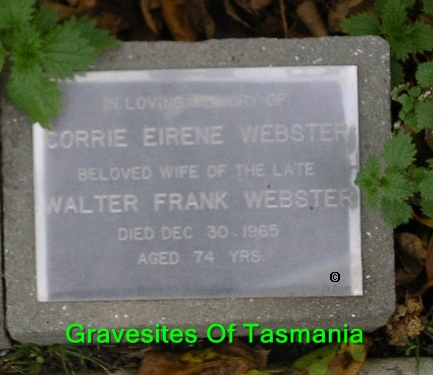 IN LOVING MEMORY OF
CORRIE EIRENE WEBSTER
BELOVED WIFE OF THE LATE
WALTER FRANK WEBSTER
DIED DEC 30.1965
AGED 74 YRS.
©
Gravesites Of Tasmania